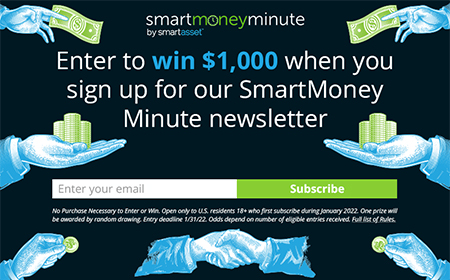 smartmoneyminute
by smartasset
Enter to win $1,000 when you
sign up for our SmartMoney
Minute newsletter
Enter your email
Subscribe
No Purchase Necessary to Enter or Win. Open only to U.S. residents 18+ who first subscribe during January 2022. One prize will
be awarded by random drawing. Entry deadline 1/31/22. Odds depend on number of eligible entries received. Full list of Rules.